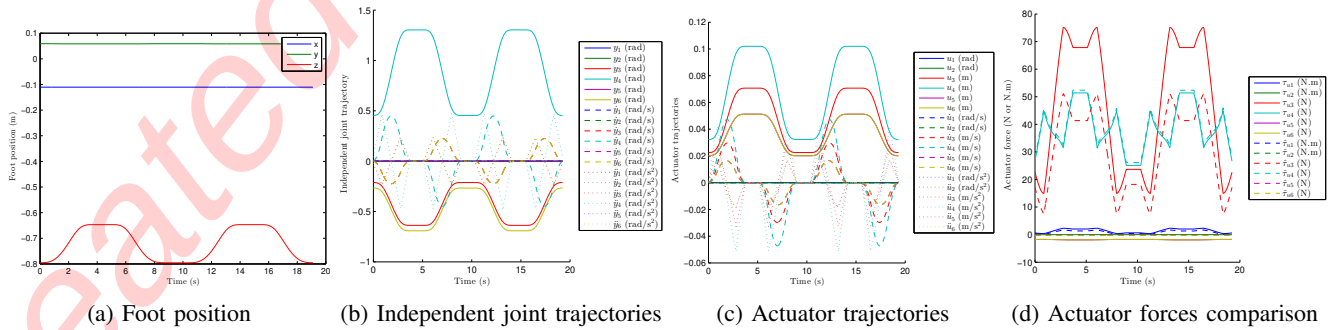 eated
0.1
0
−0.1
−0.2
−0.3
−0.4
−0.5
−0.6
−0.7
−0.8
Foot position (m)
0 2 4 6 8 10 12 14 16 18 20
Time (s)
x
y
z
(a) Foot position
1.5
1
0.5
0
−0.5
−1
Independent joint trajectory
0 5 10 15 20
Time (s)
y₁ (rad)
y₂ (rad)
y₃ (rad)
y₄ (rad)
y₅ (rad)
y₆ (rad)
ẏ₁ (rad/s)
ẏ₂ (rad/s)
ẏ₃ (rad/s)
ẏ₄ (rad/s)
ẏ₅ (rad/s)
ẏ₆ (rad/s)
ÿ₁ (rad/s²)
ÿ₂ (rad/s²)
ÿ₃ (rad/s²)
ÿ₄ (rad/s²)
ÿ₅ (rad/s²)
ÿ₆ (rad/s²)
(b) Independent joint trajectories
0.12
0.1
0.08
0.06
0.04
0.02
0
−0.02
−0.04
−0.06
Actuator trajectories
0 5 10 15 20
Time (s)
u₁ (rad)
u₂ (rad)
u₃ (m)
u₄ (m)
u₅ (m)
u₆ (m)
u̇₁ (rad/s)
u̇₂ (rad/s)
u̇₃ (m/s)
u̇₄ (m/s)
u̇₅ (m/s)
u̇₆ (m/s)
ü₁ (rad/s²)
ü₂ (rad/s²)
ü₃ (m/s²)
ü₄ (m/s²)
ü₅ (m/s²)
ü₆ (m/s²)
(c) Actuator trajectories
80
70
60
50
40
30
20
10
0
−10
Actuator force (N or N.m)
0 5 10 15 20
Time (s)
τu1 (N.m)
τu2 (N.m)
τu3 (N)
τu4 (N)
τu5 (N)
τu6 (N)
τ̂u1 (N.m)
τ̂u2 (N.m)
τ̂u3 (N)
τ̂u4 (N)
τ̂u5 (N)
τ̂u6 (N)
(d) Actuator forces comparison